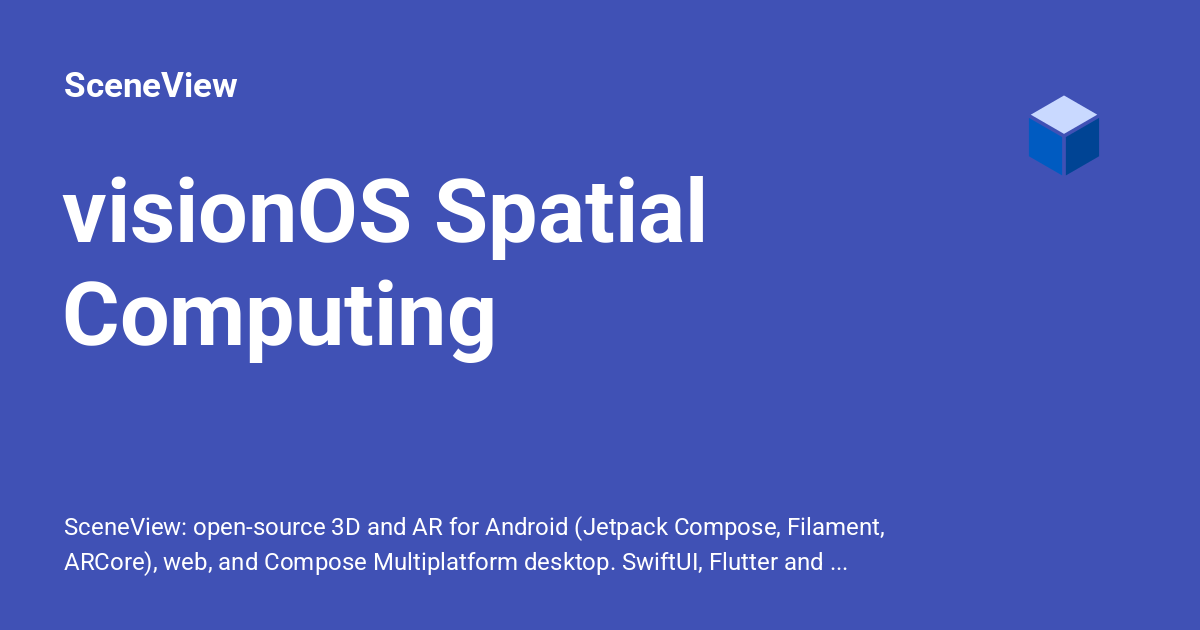 SceneView
visionOS Spatial
Computing
SceneView: open-source 3D and AR for Android (Jetpack Compose, Filament,
ARCore), web, and Compose Multiplatform desktop. SwiftUI, Flutter and ...